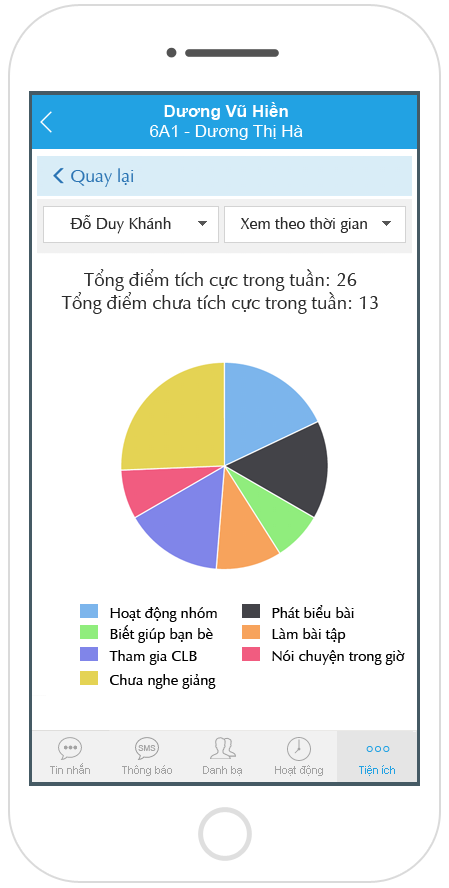 Dương Vũ Hiền
6A1 - Dương Thị Hà
Quay lại
Đỗ Duy Khánh
Xem theo thời gian
Tổng điểm tích cực trong tuần: 26
Tổng điểm chưa tích cực trong tuần: 13
Hoạt động nhóm
Phát biểu bài
Biết giúp bạn bè
Làm bài tập
Tham gia CLB
Nói chuyện trong giờ
Chưa nghe giảng
SMS
Tin nhắn
Thông báo
Danh bạ
Hoạt động
Tiện ích